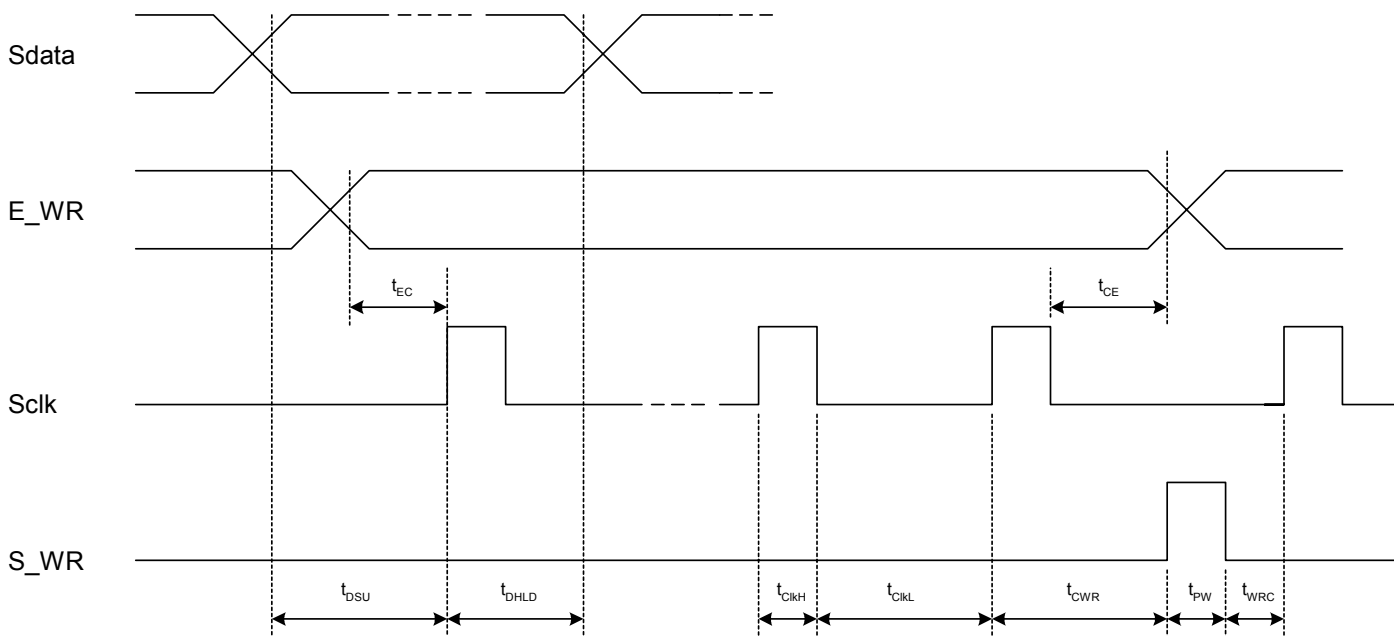 Sdata
E_WR
tEC
tCE
Sclk
S_WR
tDSU
tDHLD
tClkH
tClkL
tCWR
tPW
tWRC